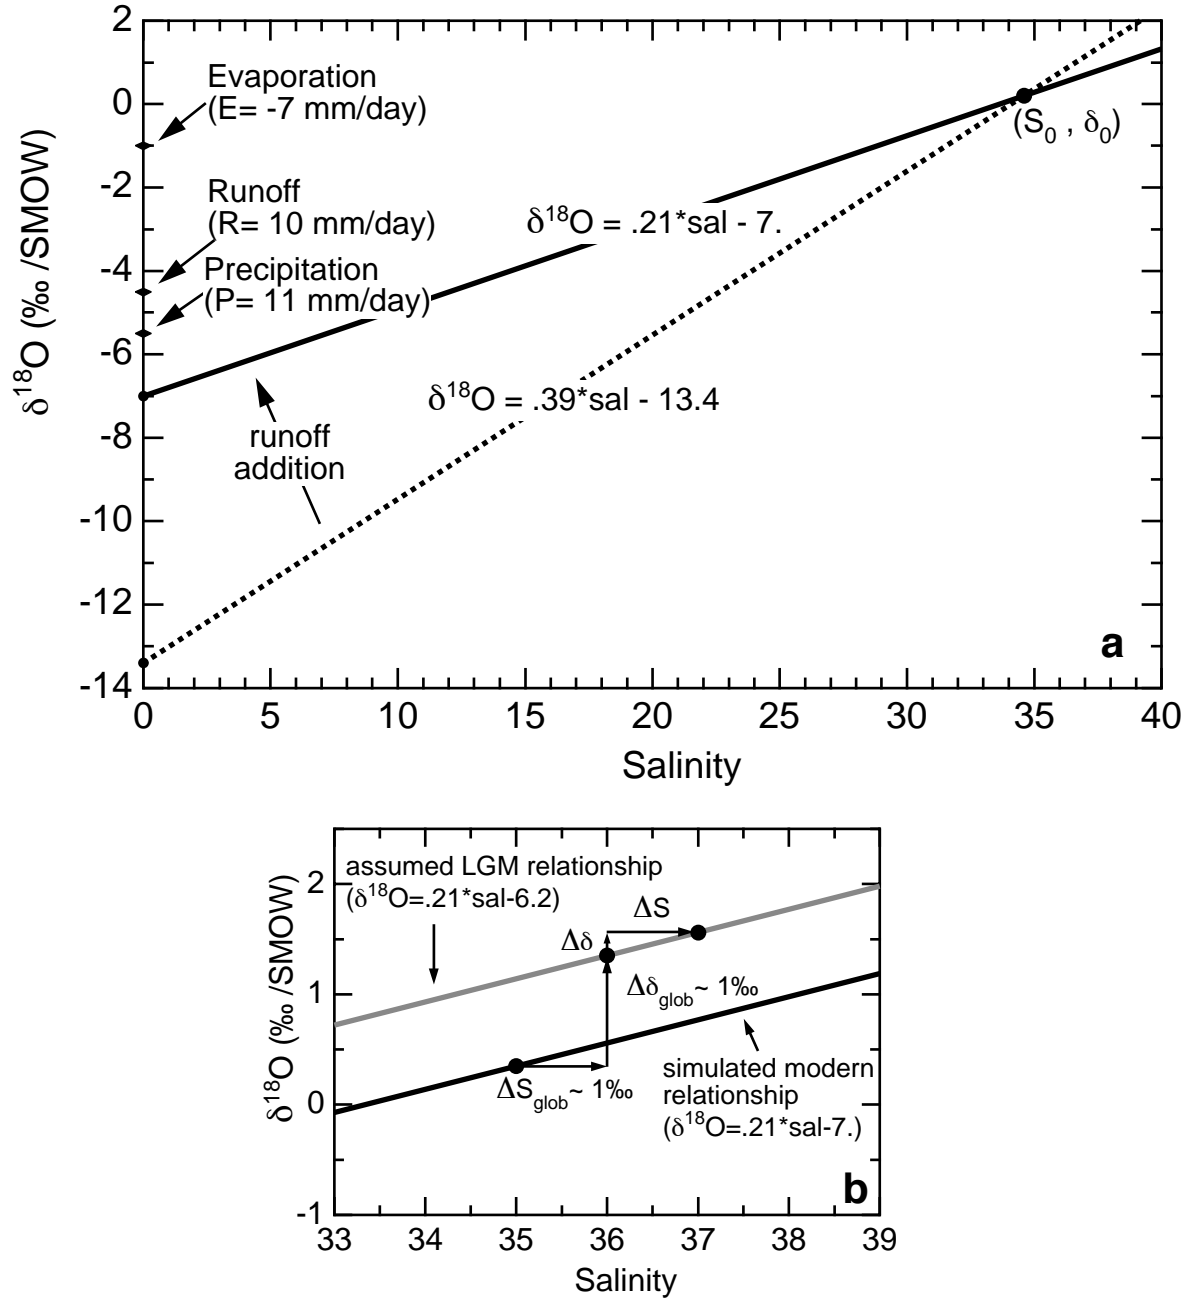 2
0
-2
-4
-6
-8
-10
-12
-14
δ¹⁸O (‰ /SMOW)
Evaporation
(E= -7 mm/day)
Runoff
(R= 10 mm/day)
Precipitation
(P= 11 mm/day)
(S₀ , δ₀)
δ¹⁸O = .21*sal - 7.
δ¹⁸O = .39*sal - 13.4
runoff
addition
a
0 5 10 15 20 25 30 35 40
Salinity
2
1
0
-1
δ¹⁸O (‰ /SMOW)
assumed LGM relationship
(δ¹⁸O=.21*sal-6.2)
ΔS
Δδ
Δδglob~ 1‰
ΔSglob~ 1‰
simulated modern
relationship
(δ¹⁸O=.21*sal-7.)
b
33 34 35 36 37 38 39
Salinity